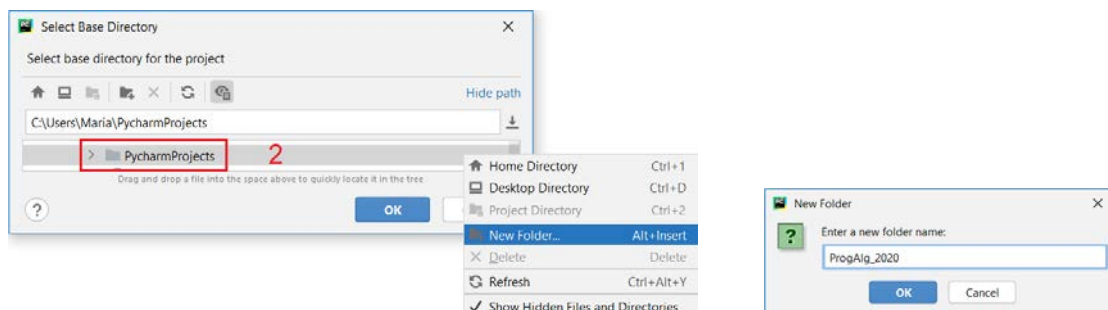 Select Base Directory
Select base directory for the project
Hide path
C:\Users\Maria\PycharmProjects
PycharmProjects
2
Drag and drop a file into the space above to quickly locate it in the tree
?
OK
Home Directory Ctrl+1
Desktop Directory Ctrl+D
Project Directory Ctrl+2
New Folder... Alt+Insert
Delete Delete
Refresh Ctrl+Alt+Y
Show Hidden Files and Directories
New Folder
?
Enter a new folder name:
ProgAlg_2020
OK Cancel